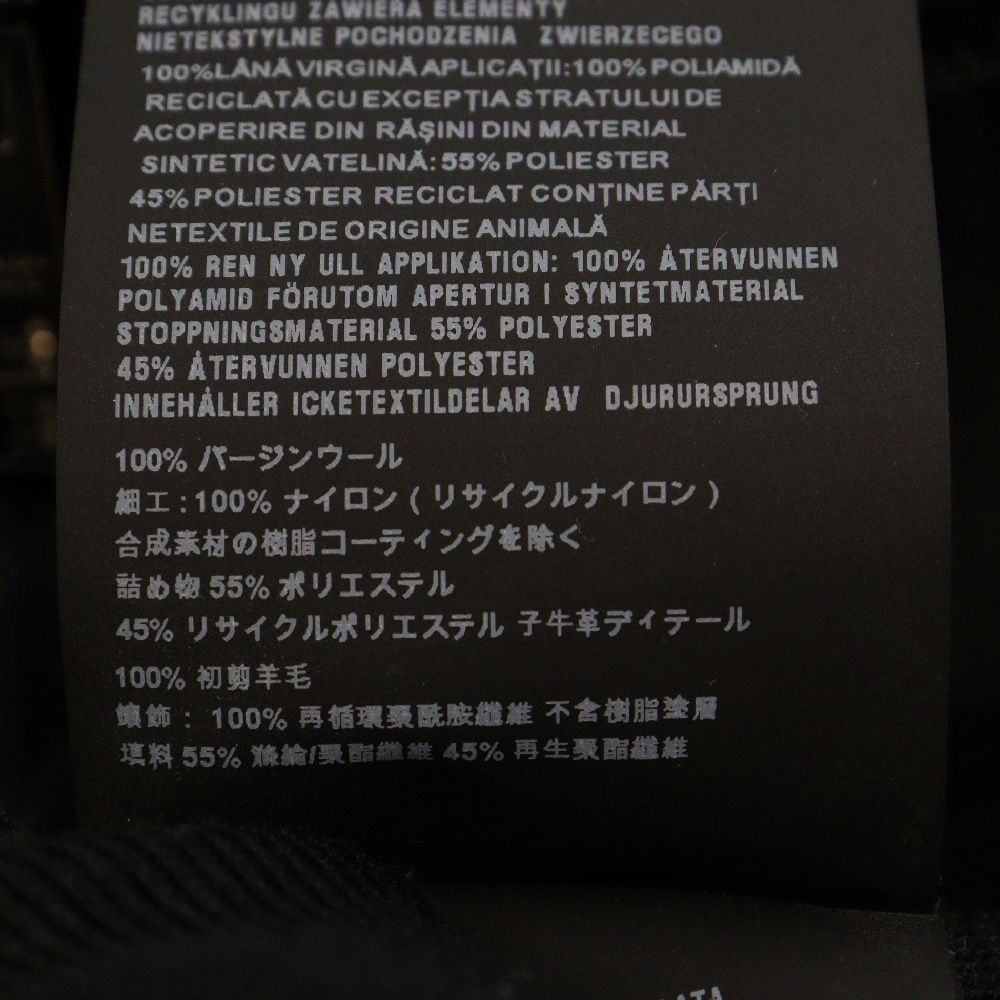 RECYKLINGU ZAWIERA ELEMENTY
NIETEKSTYLNE POCHODZENIA ZWIERZECEGO
100%LÂNĂ VIRGINĂ APLICAȚII:100% POLIAMIDĂ
RECICLATĂ CU EXCEPȚIA STRATULUI DE
ACOPERIRE DIN RĂȘINI DIN MATERIAL
SINTETIC VATELINĂ: 55% POLIESTER
45% POLIESTER RECICLAT CONȚINE PĂRȚI
NETEXTILE DE ORIGINE ANIMALĂ
100% REN NY ULL APPLIKATION: 100% ÅTERVUNNEN
POLYAMID FÖRUTOM APERTUR I SYNTETMATERIAL
STOPPNINGSMATERIAL 55% POLYESTER
45% ÅTERVUNNEN POLYESTER
INNEHÅLLER ICKETEXTILDELAR AV DJURURSPRUNG
100% バージンウール
細工:100% ナイロン ( リサイクルナイロン )
合成素材の樹脂コーティングを除く
詰め物 55% ポリエステル
45% リサイクルポリエステル 子牛革ディテール
100% 初剪羊毛
鑲飾 : 100% 再循環聚酰胺纖維 不含樹脂塗層
填料 55% 滌綸/聚酯纖維 45% 再生聚酯纖維